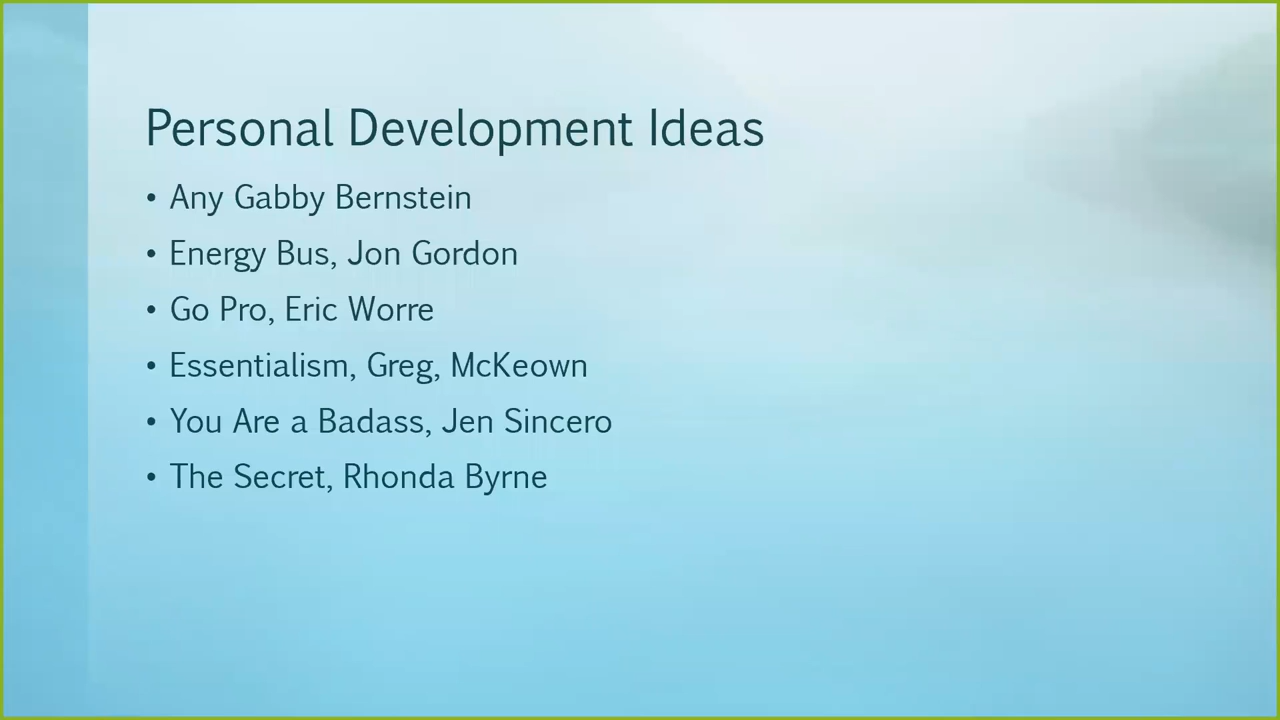 Personal Development Ideas
• Any Gabby Bernstein
• Energy Bus, Jon Gordon
• Go Pro, Eric Worre
• Essentialism, Greg, McKeown
• You Are a Badass, Jen Sincero
• The Secret, Rhonda Byrne